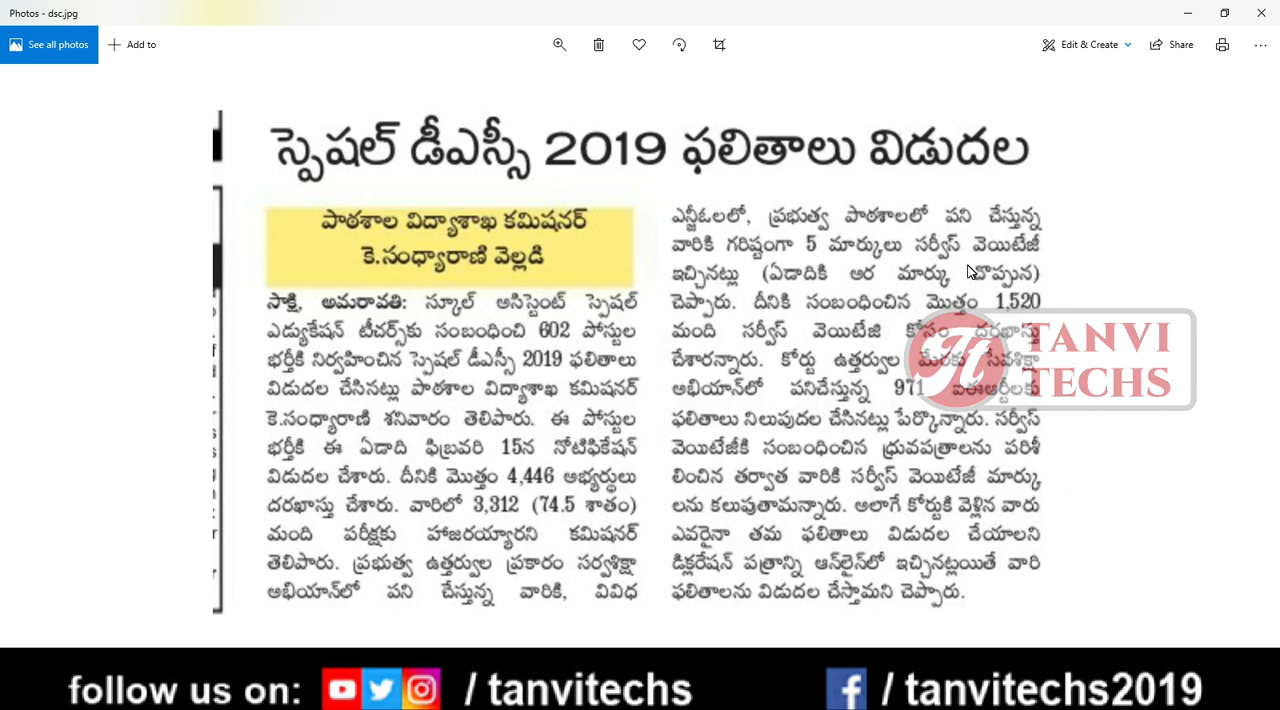 Photos - dsc.jpg
See all photos
Add to
Edit & Create
Share
స్పెషల్ డీఎస్సీ 2019 ఫలితాలు విడుదల
పాఠశాల విద్యాశాఖ కమిషనర్
కె.సంధ్యారాణి వెల్లడి
సాక్షి, అమరావతి: స్కూల్ అసిస్టెంట్ స్పెషల్
ఎడ్యుకేషన్ టీచర్స్‌కు సంబంధించి 602 పోస్టుల
భర్తీకి నిర్వహించిన స్పెషల్ డీఎస్సీ 2019 ఫలితాలు
విడుదల చేసినట్లు పాఠశాల విద్యాశాఖ కమిషనర్
కె.సంధ్యారాణి శనివారం తెలిపారు. ఈ పోస్టుల
భర్తీకి ఈ ఏడాది ఫిబ్రవరి 15న నోటిఫికేషన్
విడుదల చేశారు. దీనికి మొత్తం 4,446 అభ్యర్థులు
దరఖాస్తు చేశారు. వారిలో 3,312 (74.5 శాతం)
మంది పరీక్షకు హాజరయ్యారని కమిషనర్
తెలిపారు. ప్రభుత్వ ఉత్తర్వుల ప్రకారం సర్వశిక్షా
అభియాన్‌లో పని చేస్తున్న వారికి, వివిధ
ఎన్జీఓలలో, ప్రభుత్వ పాఠశాలలో పని చేస్తున్న
వారికి గరిష్టంగా 5 మార్కులు సర్వీస్ వెయిటేజీ
ఇచ్చినట్లు (ఏడాదికి అర మార్కు చొప్పున)
చెప్పారు. దీనికి సంబంధించిన మొత్తం 1,520
మంది సర్వీస్ వెయిటేజి కోసం దరఖాస్తు
చేశారన్నారు. కోర్టు ఉత్తర్వుల మేరకు
అభియాన్‌లో పనిచేస్తున్న 971
ఫలితాలు నిలుపుదల చేసినట్లు పేర్కొన్నారు. సర్వీస్
వెయిటేజీకి సంబంధించిన ధ్రువపత్రాలను పరిశీ
లించిన తర్వాత వారికి సర్వీస్ వెయిటేజీ మార్కు
లను కలుపుతామన్నారు. అలాగే కోర్టుకి వెళ్లిన వారు
ఎవరైనా తమ ఫలితాలు విడుదల చేయాలని
డిక్లరేషన్ పత్రాన్ని ఆన్‌లైన్‌లో ఇచ్చినట్లయితే వారి
ఫలితాలను విడుదల చేస్తామని చెప్పారు.
TANVI
TECHS
follow us on: / tanvitechs / tanvitechs2019